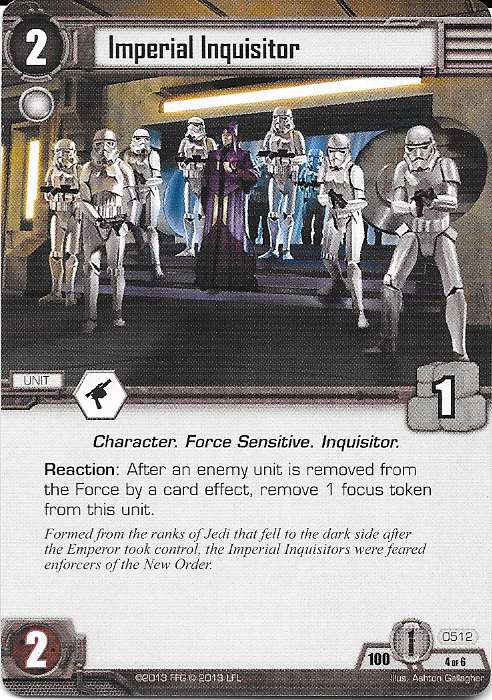 2
Imperial Inquisitor
UNIT
1
Character. Force Sensitive. Inquisitor.
Reaction: After an enemy unit is removed from
the Force by a card effect, remove 1 focus token
from this unit.
Formed from the ranks of Jedi that fell to the dark side after
the Emperor took control, the Imperial Inquisitors were feared
enforcers of the New Order.
2
100
1
0512
4 OF 6
©2013 FFG © 2013 LFL
Illus. Ashton Gallagher